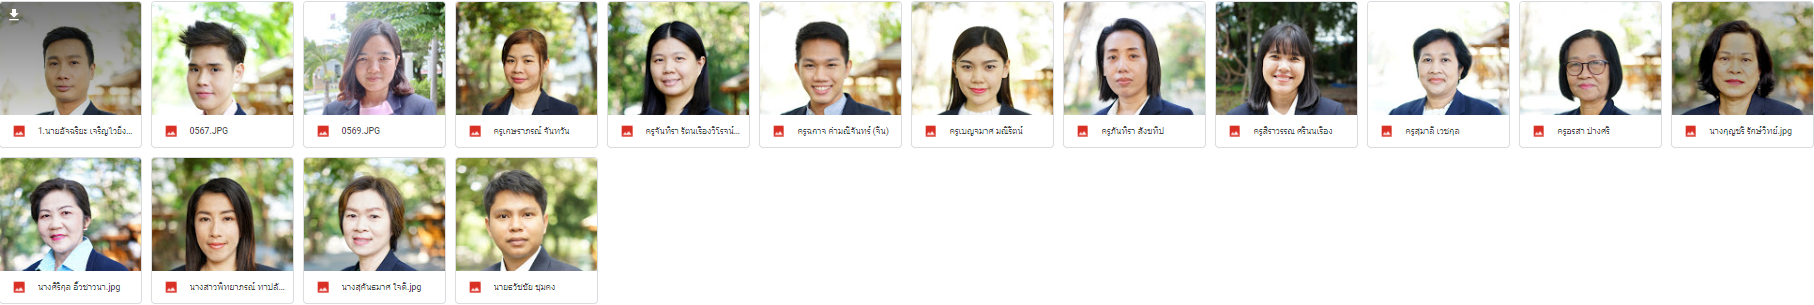 1.นายอัจฉริยะ เจริญไวยิ่ง...
0567.JPG
0569.JPG
ครูเกษราภรณ์ จันทวัน
ครูจันทิรา รัตนเรืองวิโรจน์...
ครูฉกาจ คำมณีจันทร์ (จีน)
ครูเบญจมาศ มณีรัตน์
ครูภันทิรา สังขทีป
ครูสิราวรรณ ศรีนนเรือง
ครูสุมาลี เวชกุล
ครูอรสา ปางศรี
นางกุญชรี รักษ์วิทย์.jpg
นางศิริกุล อิ้วชาวนา.jpg
นางสาวพิทยาภรณ์ ทาปลั...
นางสุคันธมาศ ใจดี.jpg
นายธวัชชัย ชุมคง